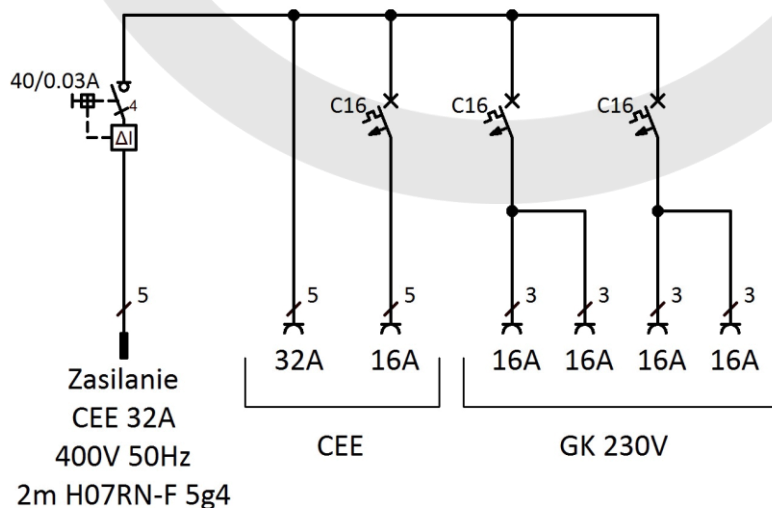 40/0.03A
4
ΔI
C16
C16
C16
5
5
5
3
3
3
3
32A
16A
16A
16A
16A
16A
Zasilanie
CEE 32A
400V 50Hz
2m H07RN-F 5g4
CEE
GK 230V